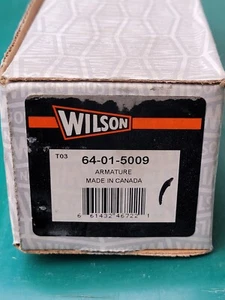 WILSON
T03
64-01-5009
ARMATURE
MADE IN CANADA
6 61432 46722 1